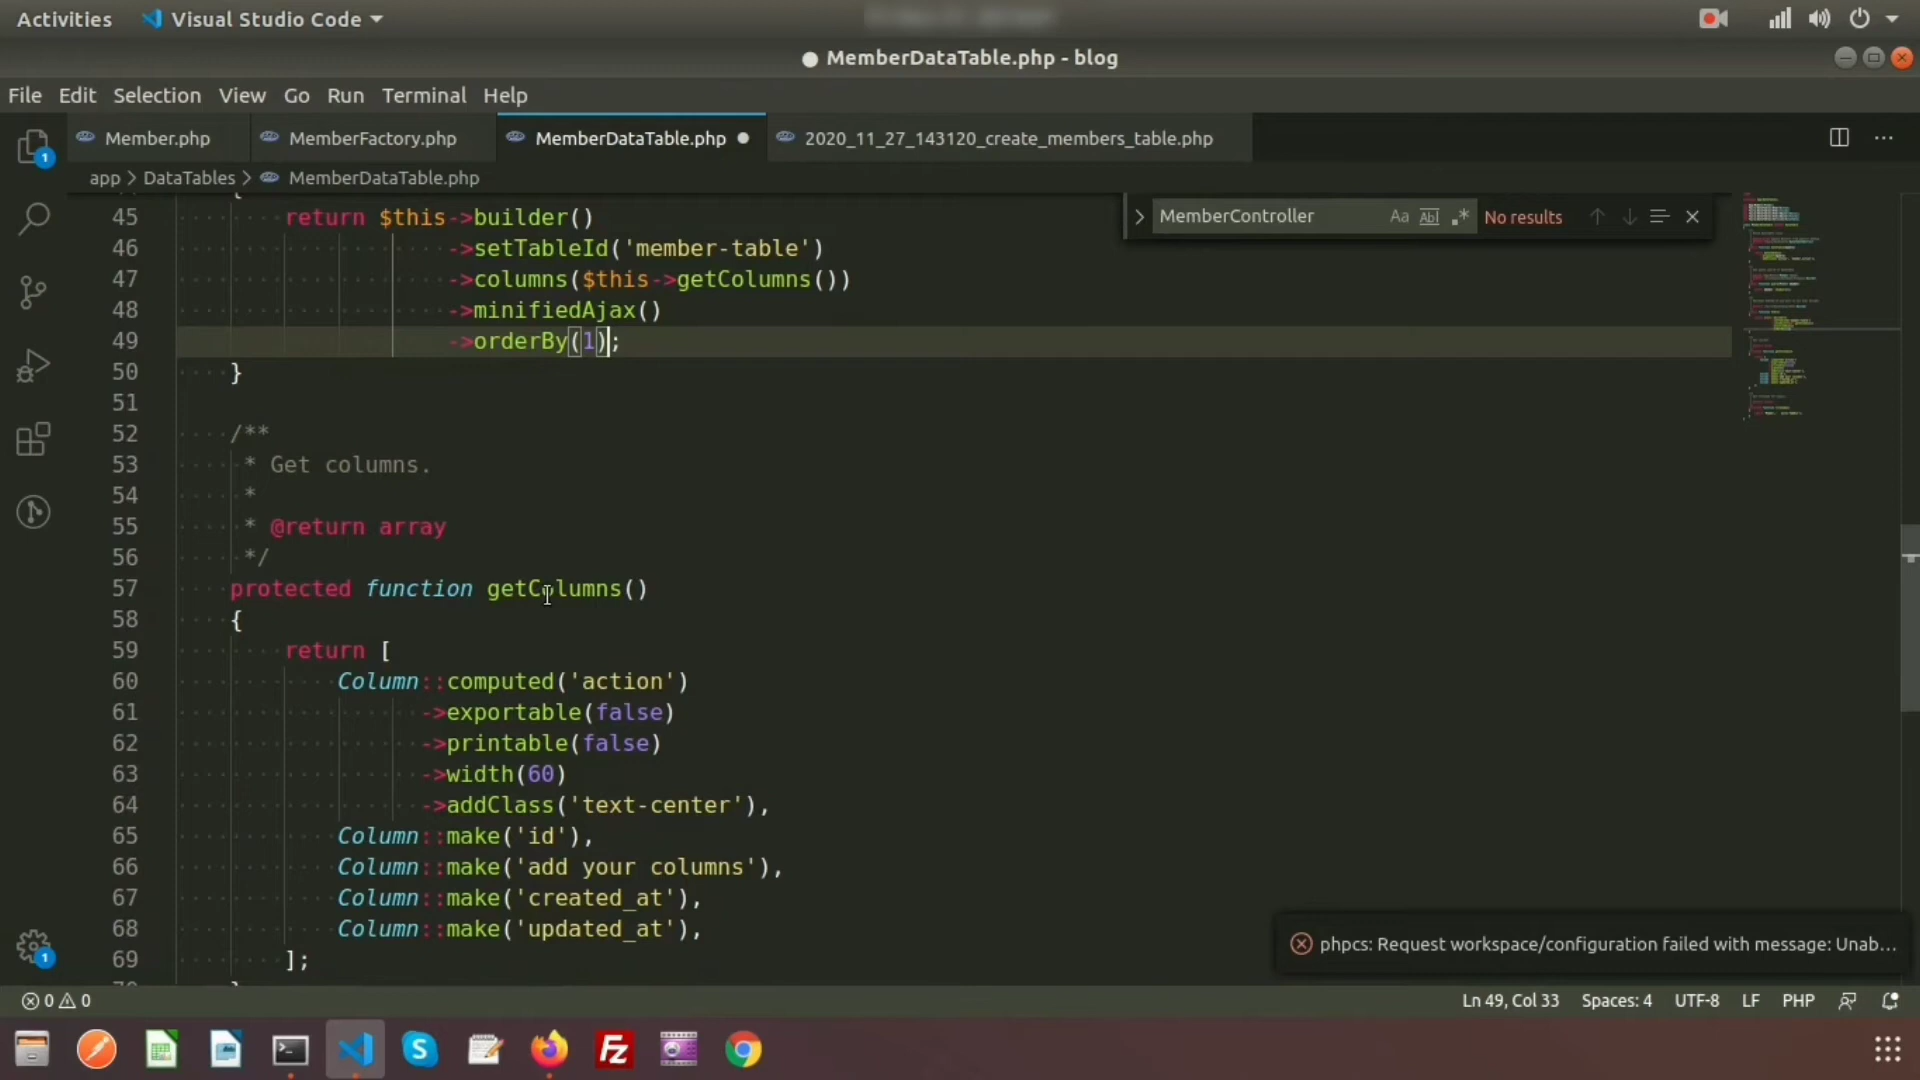 Activities Visual Studio Code
MemberDataTable.php - blog
File Edit Selection View Go Run Terminal Help
Member.php MemberFactory.php MemberDataTable.php 2020_11_27_143120_create_members_table.php
1
app > DataTables > MemberDataTable.php
> MemberController Aa Abl .* No results
45 return $this->builder()
46 ->setTableId('member-table')
47 ->columns($this->getColumns())
48 ->minifiedAjax()
49 ->orderBy(1);
50 }
51
52 /**
53 * Get columns.
54 *
55 * @return array
56 */
57 protected function getColumns()
58 {
59 return [
60 Column::computed('action')
61 ->exportable(false)
62 ->printable(false)
63 ->width(60)
64 ->addClass('text-center'),
65 Column::make('id'),
66 Column::make('add your columns'),
67 Column::make('created_at'),
68 Column::make('updated_at'),
69 ];
1
phpcs: Request workspace/configuration failed with message: Unab...
0 0 Ln 49, Col 33 Spaces: 4 UTF-8 LF PHP
S Fz